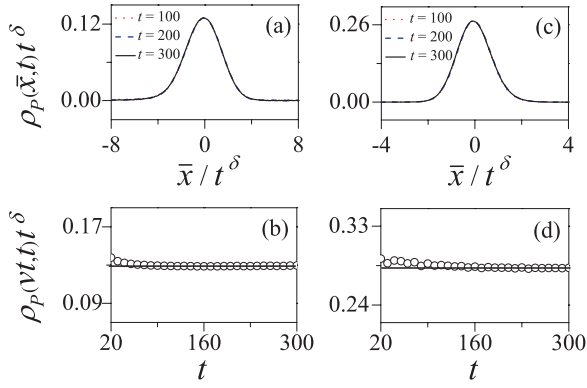 ρ_P(x̄,t)t^δ
0.12
0.00
t = 100
t = 200
t = 300
(a)
-8 0 8
x̄ / t^δ
0.26
0.00
t = 100
t = 200
t = 300
(c)
-4 0 4
x̄ / t^δ
ρ_P(vt,t)t^δ
0.17
0.09
(b)
20 160 300
t
0.33
0.24
(d)
20 160 300
t